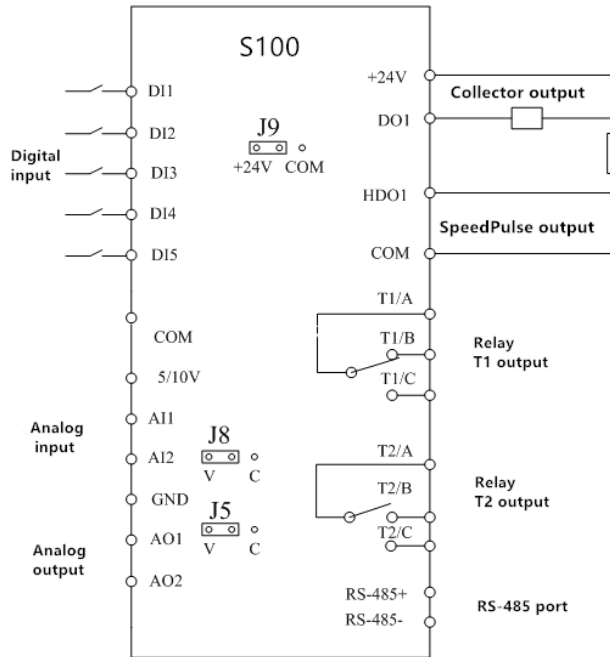 S100
+24V
Collector output
DI1
DO1
DI2
J9
Digital
input
DI3
+24V COM
HDO1
DI4
SpeedPulse output
DI5
COM
T1/A
COM
T1/B
Relay
T1 output
5/10V
T1/C
AI1
Analog
input
J8
T2/A
AI2
V C
T2/B
Relay
T2 output
GND
J5
T2/C
AO1
Analog
output
V C
AO2
RS-485+
RS-485-
RS-485 port